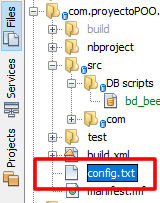 Files
Services
Projects
com.proyectoPOO.
build
nbproject
src
DB scripts
bd_bee
com
test
build.xml
config.txt
manifest.mf